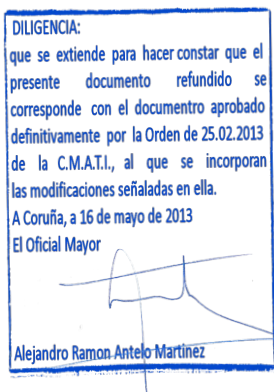 DILIGENCIA:
que se extiende para hacer constar que el
presente documento refundido se
corresponde con el documentro aprobado
definitivamente por la Orden de 25.02.2013
de la C.M.A.T.I., al que se incorporan
las modificaciones señaladas en ella.
A Coruña, a 16 de mayo de 2013
El Oficial Mayor
Alejandro Ramon Antelo Martinez